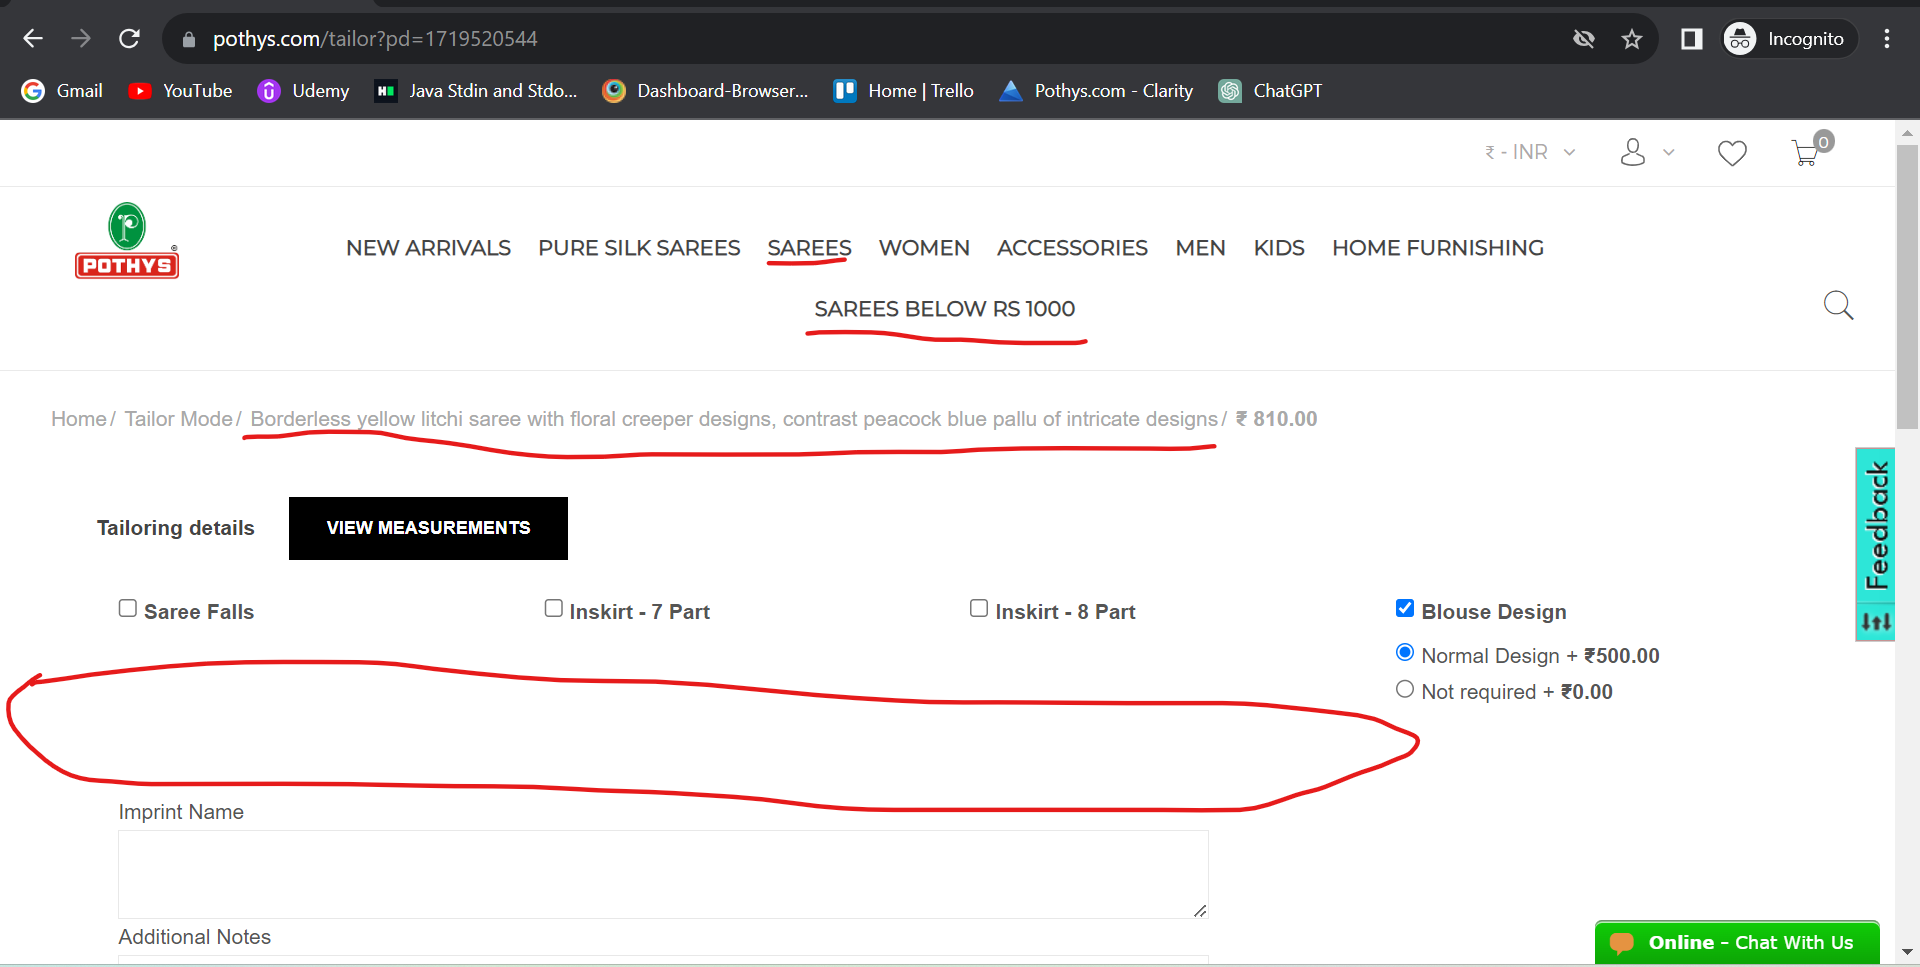 pothys.com/tailor?pd=1719520544
Incognito
Gmail YouTube Udemy Java Stdin and Stdo... Dashboard-Browser... Home | Trello Pothys.com - Clarity ChatGPT
₹ - INR 0
POTHYS
NEW ARRIVALS PURE SILK SAREES SAREES WOMEN ACCESSORIES MEN KIDS HOME FURNISHING
SAREES BELOW RS 1000
Home/ Tailor Mode/ Borderless yellow litchi saree with floral creeper designs, contrast peacock blue pallu of intricate designs/ ₹ 810.00
Feedback
Tailoring details VIEW MEASUREMENTS
Saree Falls Inskirt - 7 Part Inskirt - 8 Part Blouse Design
Normal Design + ₹500.00
Not required + ₹0.00
Imprint Name
Additional Notes
Online - Chat With Us